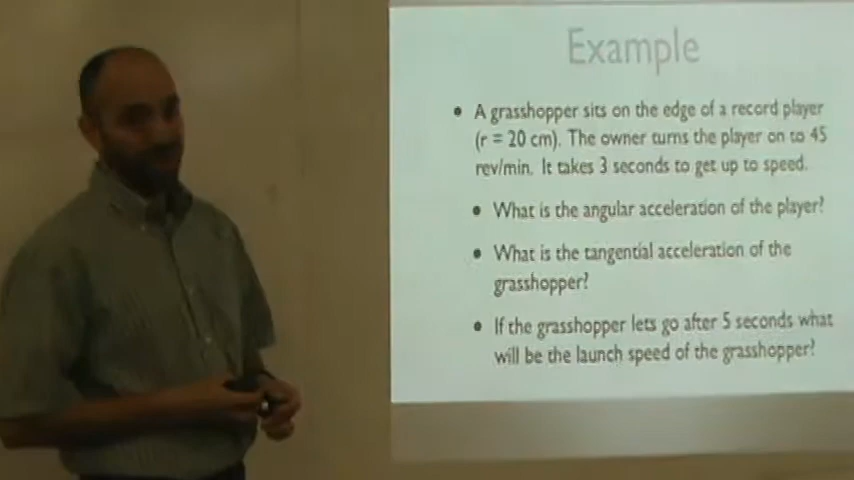 Example
• A grasshopper sits on the edge of a record player
(r = 20 cm). The owner turns the player on to 45
rev/min. It takes 3 seconds to get up to speed.
• What is the angular acceleration of the player?
• What is the tangential acceleration of the
grasshopper?
• If the grasshopper lets go after 5 seconds what
will be the launch speed of the grasshopper?